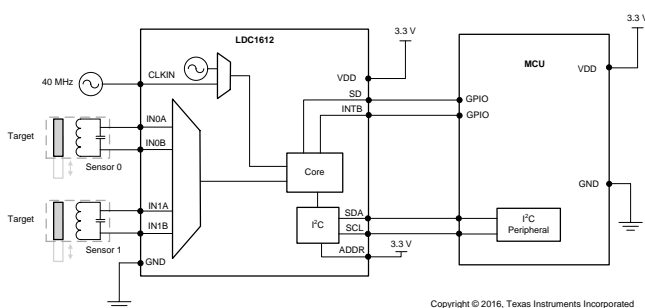 3.3 V
3.3 V
LDC1612
MCU
40 MHz
CLKIN
VDD
VDD
SD
GPIO
INTB
GPIO
Target
IN0A
IN0B
Sensor 0
Core
GND
Target
IN1A
IN1B
Sensor 1
I²C
SDA
SCL
I²C
Peripheral
ADDR
3.3 V
GND
Copyright © 2016, Texas Instruments Incorporated